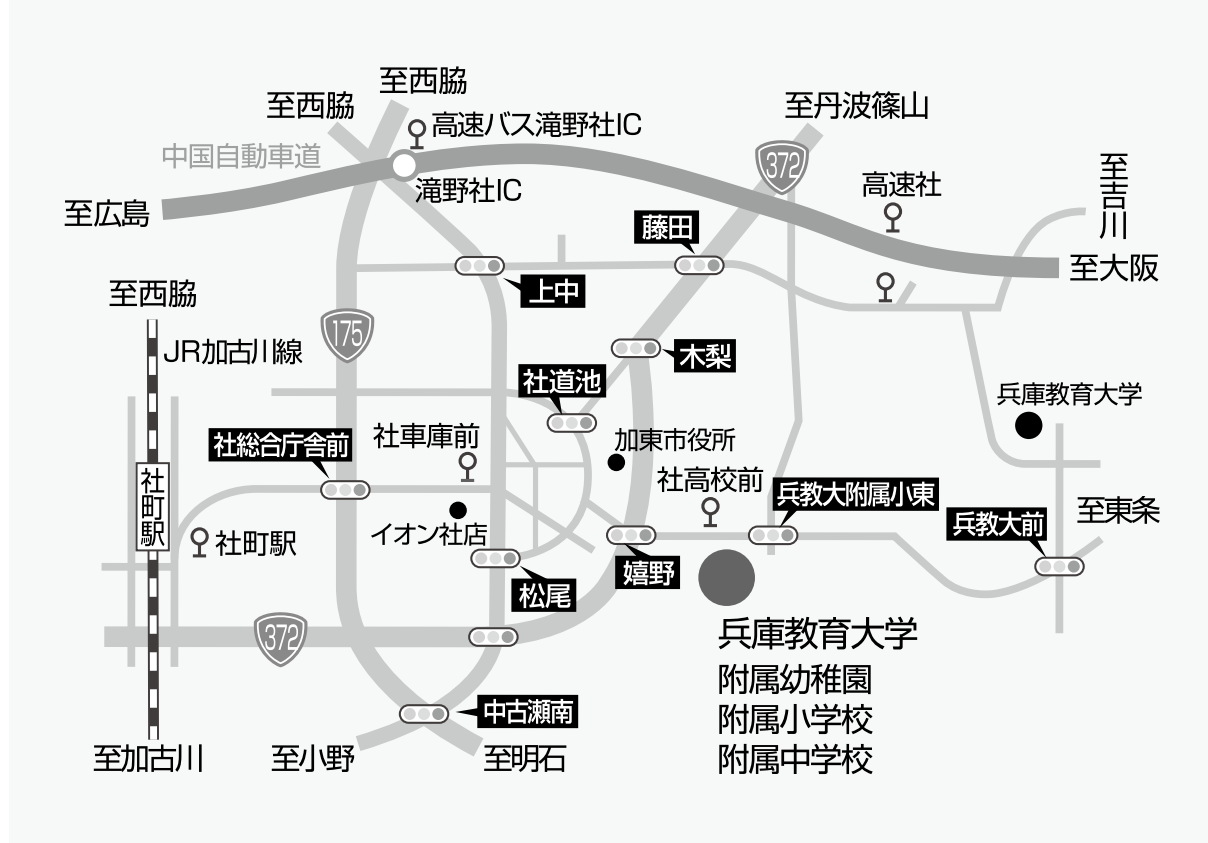 至西脇
至西脇
高速バス滝野社IC
至丹波篠山
中国自動車道
372
至吉川
滝野社IC
高速社
至広島
藤田
至大阪
上中
至西脇
175
JR加古川線
木梨
社道池
兵庫教育大学
社総合庁舎前
社車庫前
加東市役所
社高校前
兵教大附属小東
社町駅
至東条
兵教大前
イオン社店
社町駅
嬉野
松尾
372
兵庫教育大学
附属幼稚園
附属小学校
附属中学校
中古瀬南
至加古川
至小野
至明石